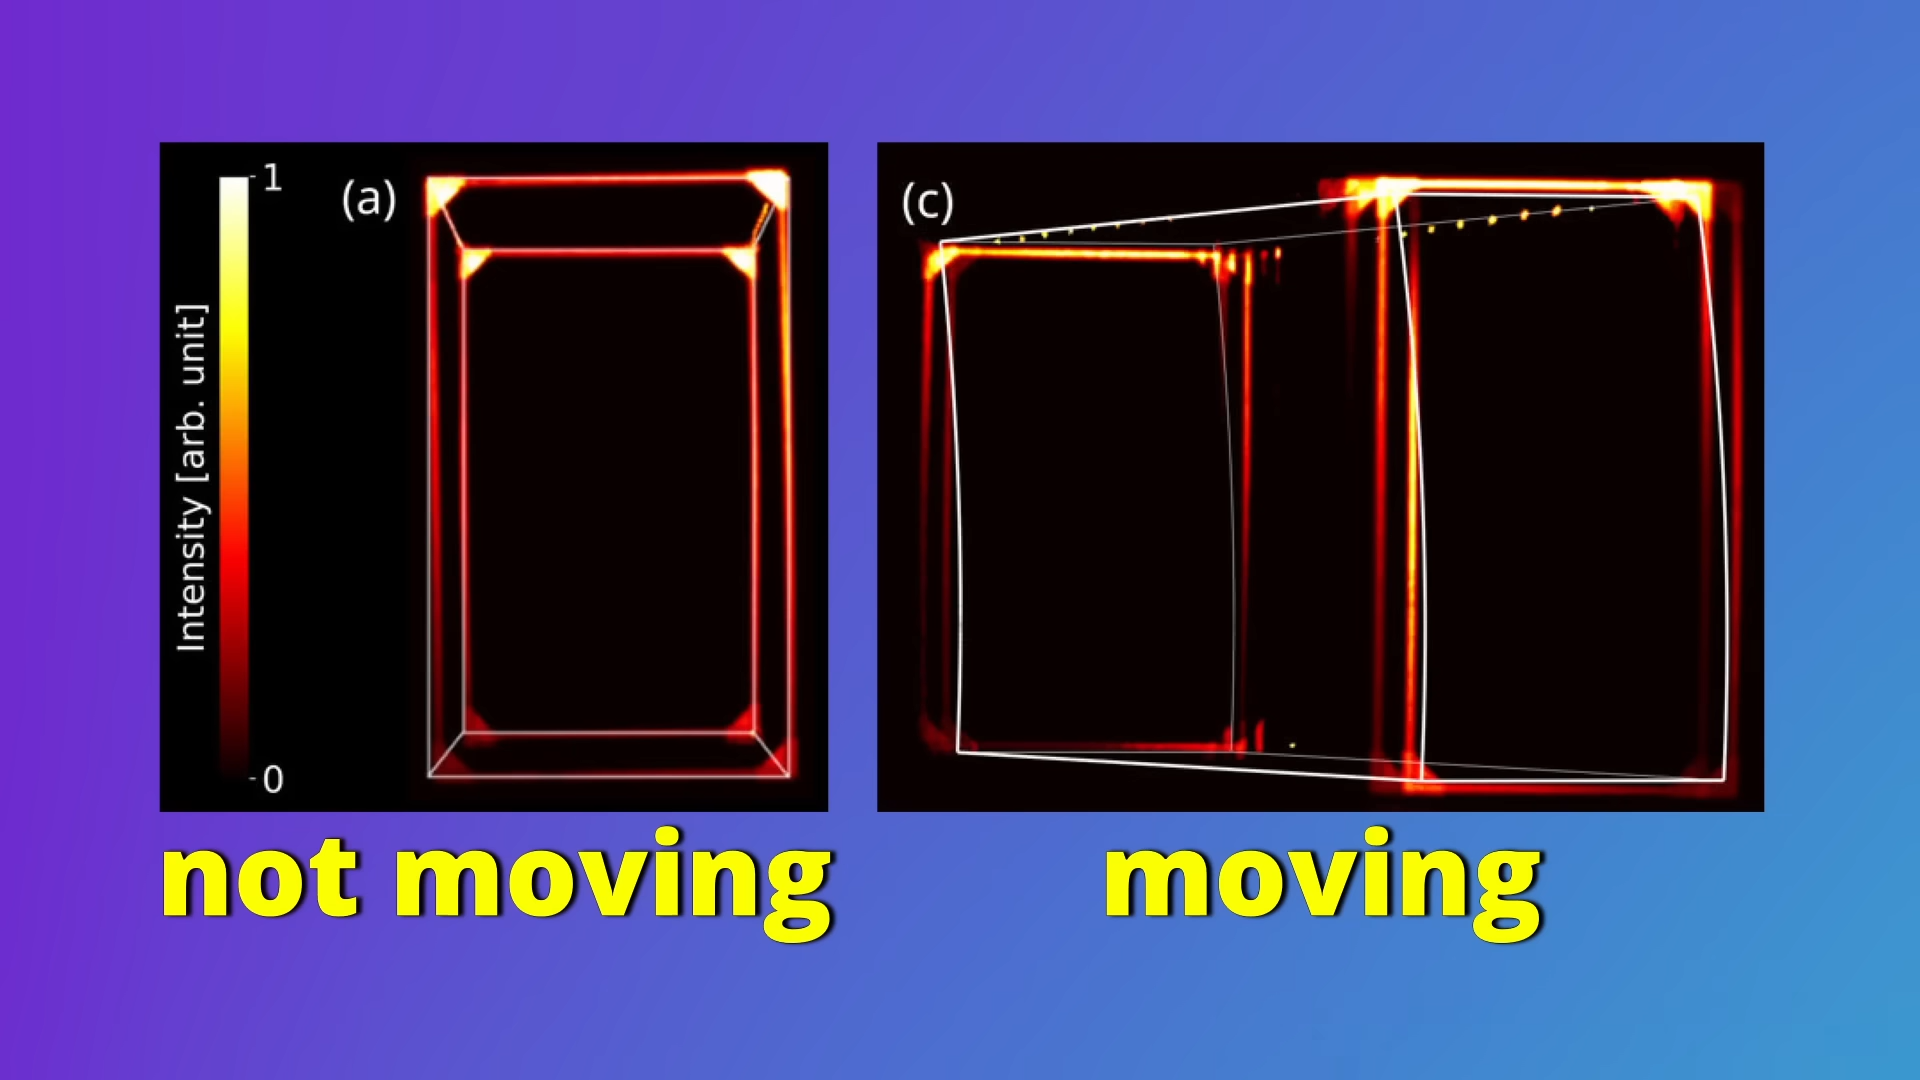 1
(a)
Intensity [arb. unit]
0
(c)
not moving
moving